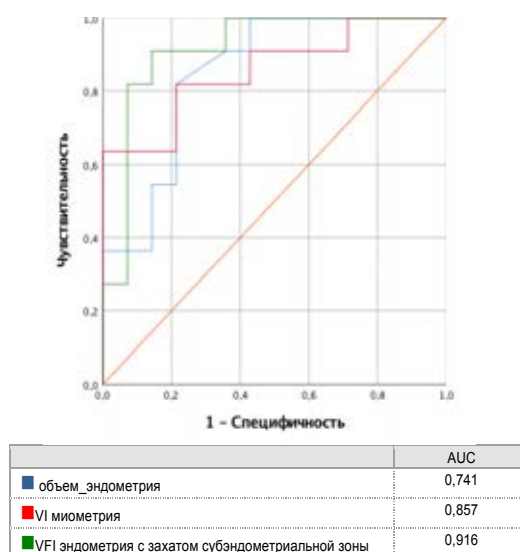 1,0
0,8
0,6
0,4
0,2
0,0
Чувствительность
0,0 0,2 0,4 0,6 0,8 1,0
1 – Специфичность
AUC
объем_эндометрия 0,741
VI миометрия 0,857
VFI эндометрия с захатом субэндометриальной зоны 0,916